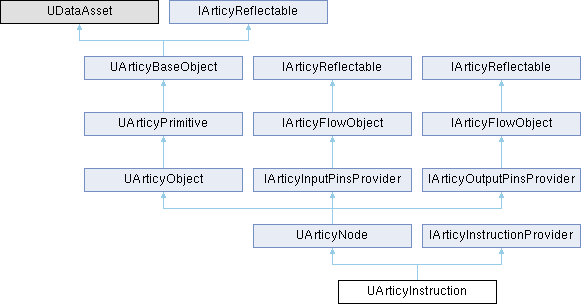 UDataAsset IArticyReflectable
UArticyBaseObject IArticyReflectable IArticyReflectable
UArticyPrimitive IArticyFlowObject IArticyFlowObject
UArticyObject IArticyInputPinsProvider IArticyOutputPinsProvider
UArticyNode IArticyInstructionProvider
UArticyInstruction